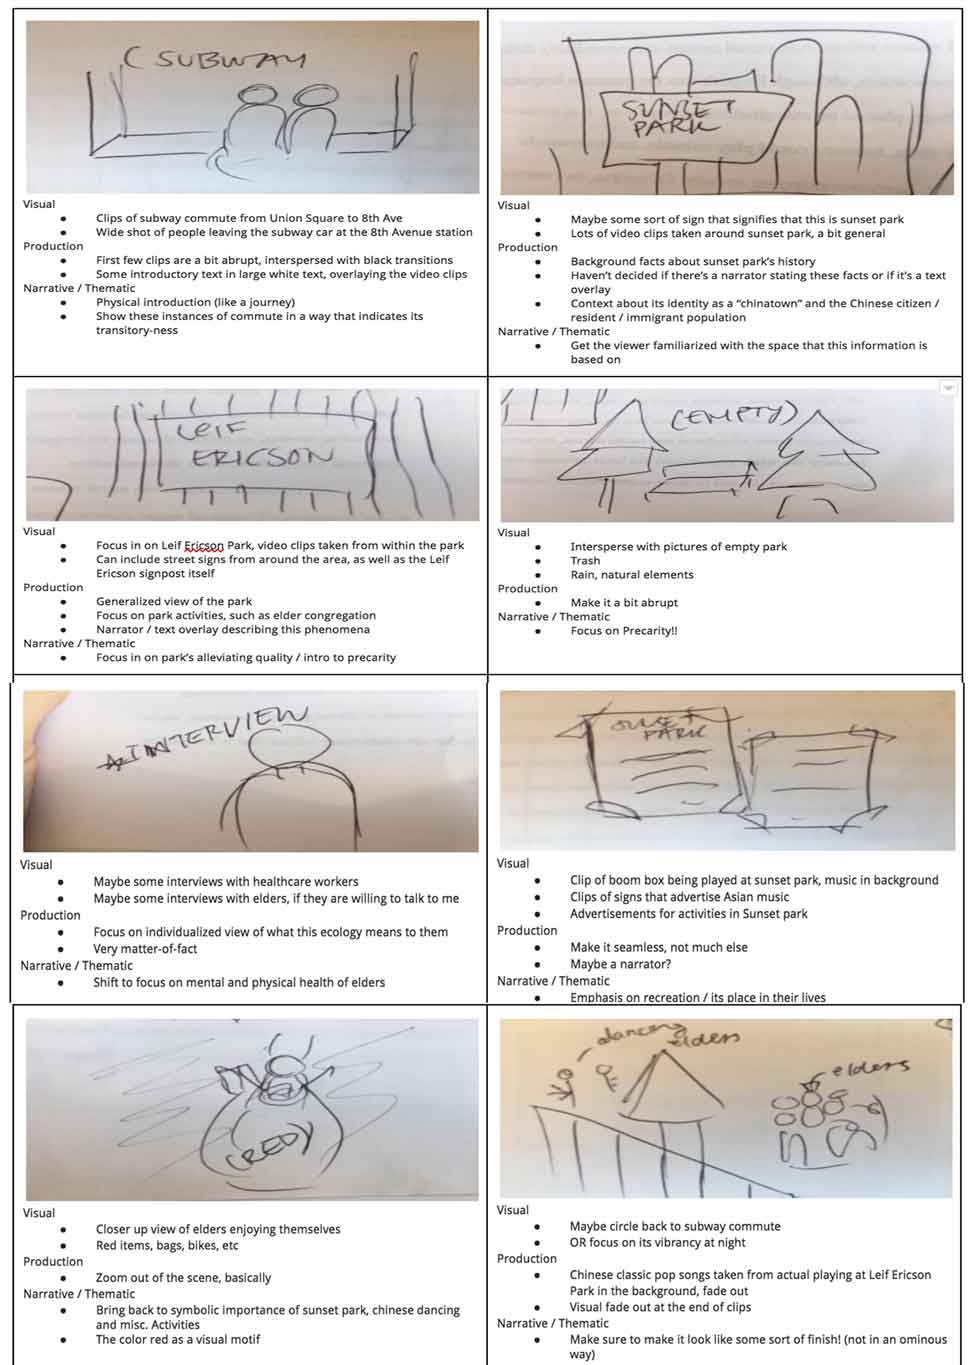 ( SUBWAY
Visual
● Clips of subway commute from Union Square to 8th Ave
● Wide shot of people leaving the subway car at the 8th Avenue station
Production
● First few clips are a bit abrupt, interspersed with black transitions
● Some introductory text in large white text, overlaying the video clips
Narrative / Thematic
● Physical introduction (like a journey)
● Show these instances of commute in a way that indicates its
transitory-ness
SUNSET
PARK
Visual
● Maybe some sort of sign that signifies that this is sunset park
● Lots of video clips taken around sunset park, a bit general
Production
● Background facts about sunset park's history
● Haven't decided if there's a narrator stating these facts or if it's a text
overlay
● Context about its identity as a “chinatown” and the Chinese citizen /
resident / immigrant population
Narrative / Thematic
● Get the viewer familiarized with the space that this information is
based on
LEIF
ERICSON
Visual
● Focus in on Leif Ericson Park, video clips taken from within the park
● Can include street signs from around the area, as well as the Leif
Ericson signpost itself
Production
● Generalized view of the park
● Focus on park activities, such as elder congregation
● Narrator / text overlay describing this phenomena
Narrative / Thematic
● Focus in on park's alleviating quality / intro to precarity
(EMPTY)
Visual
● Intersperse with pictures of empty park
● Trash
● Rain, natural elements
Production
● Make it a bit abrupt
Narrative / Thematic
● Focus on Precarity!!
INTERVIEW
Visual
● Maybe some interviews with healthcare workers
● Maybe some interviews with elders, if they are willing to talk to me
Production
● Focus on individualized view of what this ecology means to them
● Very matter-of-fact
Narrative / Thematic
● Shift to focus on mental and physical health of elders
SUNSET
PARK
Visual
● Clip of boom box being played at sunset park, music in background
● Clips of signs that advertise Asian music
● Advertisements for activities in Sunset park
Production
● Make it seamless, not much else
● Maybe a narrator?
Narrative / Thematic
● Emphasis on recreation / its place in their lives
(RED)
Visual
● Closer up view of elders enjoying themselves
● Red items, bags, bikes, etc
Production
● Zoom out of the scene, basically
Narrative / Thematic
● Bring back to symbolic importance of sunset park, chinese dancing
and misc. Activities
● The color red as a visual motif
dancing
elders
elders
Visual
● Maybe circle back to subway commute
● OR focus on its vibrancy at night
Production
● Chinese classic pop songs taken from actual playing at Leif Ericson
Park in the background, fade out
● Visual fade out at the end of clips
Narrative / Thematic
● Make sure to make it look like some sort of finish! (not in an ominous
way)